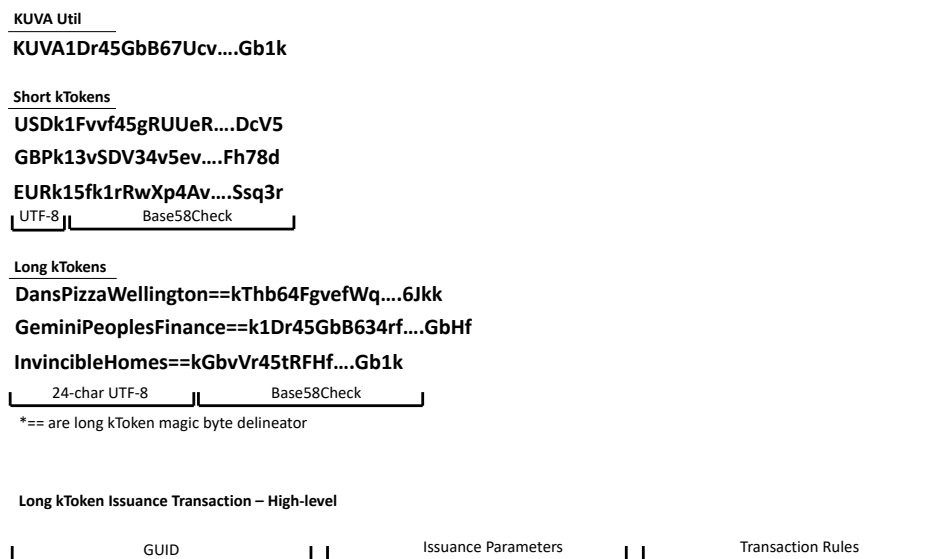 KUVA Util
KUVA1Dr45GbB67Ucv….Gb1k
Short kTokens
USDk1Fvvf45gRUUeR….DcV5
GBPk13vSDV34v5ev….Fh78d
EURk15fk1rRwXp4Av….Ssq3r
UTF-8 Base58Check
Long kTokens
DansPizzaWellington==kThb64FgvefWq….6Jkk
GeminiPeoplesFinance==k1Dr45GbB634rf….GbHf
InvincibleHomes==kGbvVr45tRFHf….Gb1k
24-char UTF-8 Base58Check
*== are long kToken magic byte delineator
Long kToken Issuance Transaction – High-level
GUID Issuance Parameters Transaction Rules